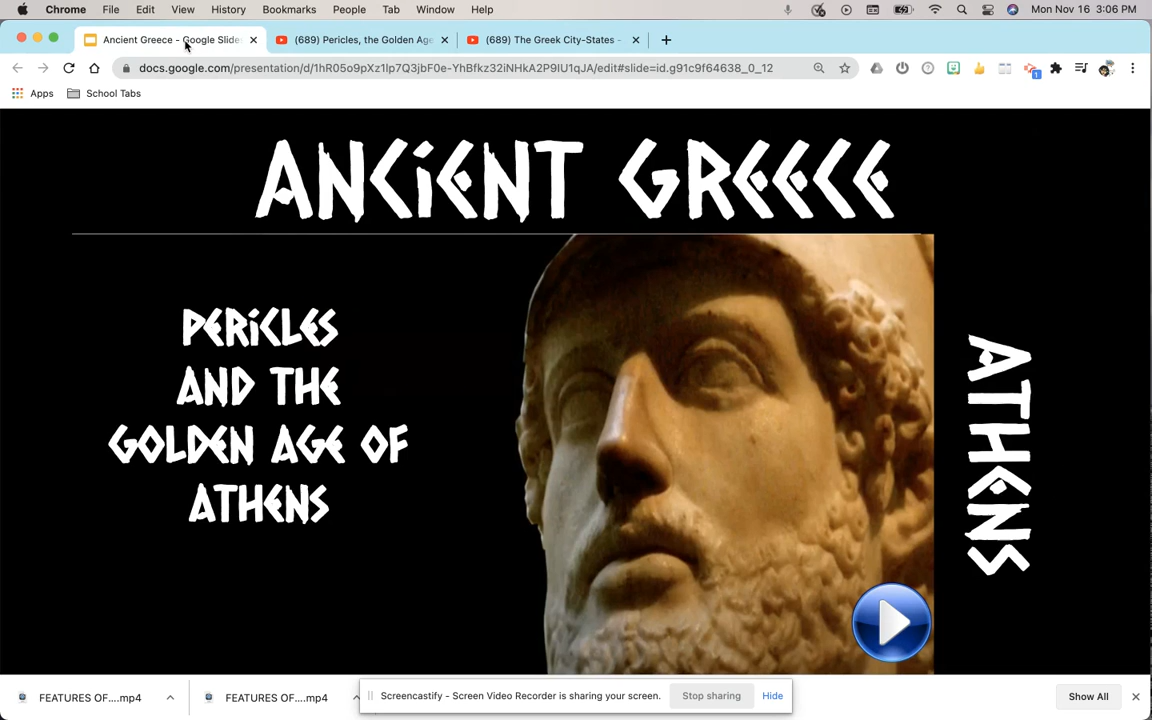 Chrome File Edit View History Bookmarks People Tab Window Help Mon Nov 16 3:06 PM
Ancient Greece - Google Slide
(689) Pericles, the Golden Age
(689) The Greek City-States -
docs.google.com/presentation/d/1hR05o9pXz1lp7Q3jbF0e-YhBfkz32iNHkA2P9IU1qJA/edit#slide=id.g91c9f64638_0_12
1
Apps School Tabs
ANCiENT GREECE
PERiCLES
AND THE
GOLDEN AGE OF
ATHENS
ATHENS
FEATURES OF....mp4
FEATURES OF....mp4
Screencastify - Screen Video Recorder is sharing your screen.
Stop sharing
Hide
Show All